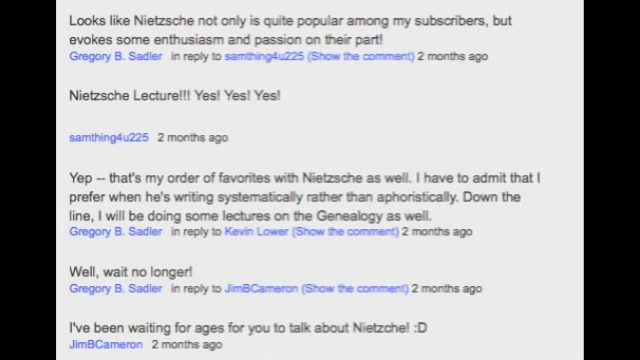 Looks like Nietzsche not only is quite popular among my subscribers, but
evokes some enthusiasm and passion on their part!
Gregory B. Sadler in reply to samthing4u225 (Show the comment) 2 months ago
Nietzsche Lecture!!! Yes! Yes! Yes!
samthing4u225 2 months ago
Yep -- that's my order of favorites with Nietzsche as well. I have to admit that I
prefer when he's writing systematically rather than aphoristically. Down the
line, I will be doing some lectures on the Genealogy as well.
Gregory B. Sadler in reply to Kevin Lower (Show the comment) 2 months ago
Well, wait no longer!
Gregory B. Sadler in reply to JimBCameron (Show the comment) 2 months ago
I've been waiting for ages for you to talk about Nietzche! :D
JimBCameron 2 months ago